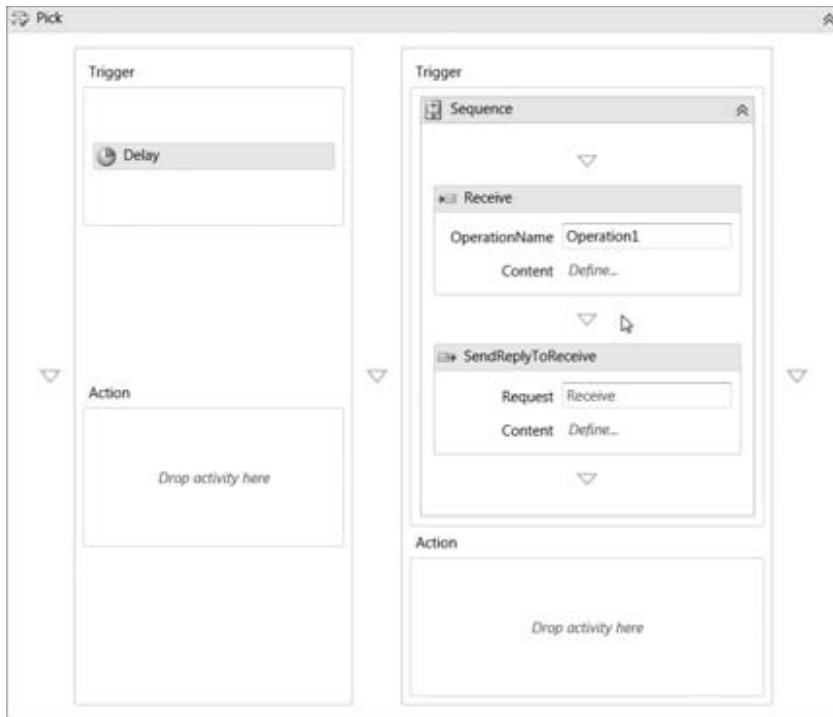 Pick
Trigger
Delay
Action
Drop activity here
Trigger
Sequence
Receive
OperationName Operation1
Content Define...
SendReplyToReceive
Request Receive
Content Define...
Action
Drop activity here